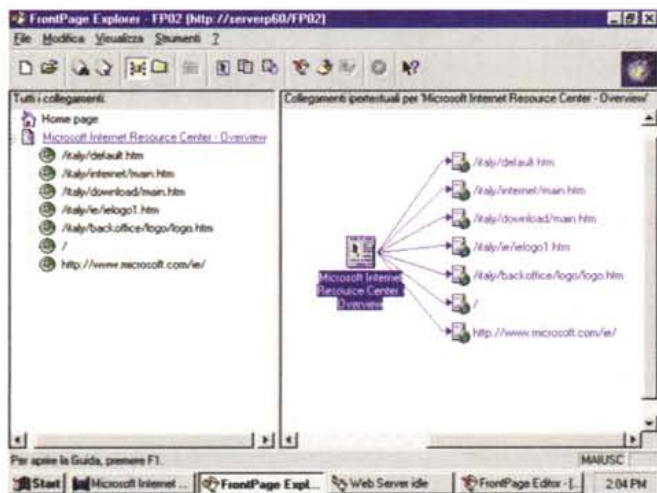 FrontPage Explorer - FP02 (http://serverp60/FP02)
File Modifica Visualizza Strumenti ?
Tutti i collegamenti
Home page
Microsoft Internet Resource Center - Overview
/italy/default.htm
/italy/internet/main.htm
/italy/download/main.htm
/italy/ie/ielogo1.htm
/italy/backoffice/logo/logo.htm
/
http://www.microsoft.com/ie/
Collegamenti ipertestuali per 'Microsoft Internet Resource Center - Overview'
Microsoft Internet
Resource Center -
Overview
/italy/default.htm
/italy/internet/main.htm
/italy/download/main.htm
/italy/ie/ielogo1.htm
/italy/backoffice/logo/logo.htm
/
http://www.microsoft.com/ie/
Per aprire la Guida, premere F1.
MAIUSC
Start
Microsoft Internet ...
FrontPage Expl...
Web Server idle
FrontPage Editor - [...
2:04 PM